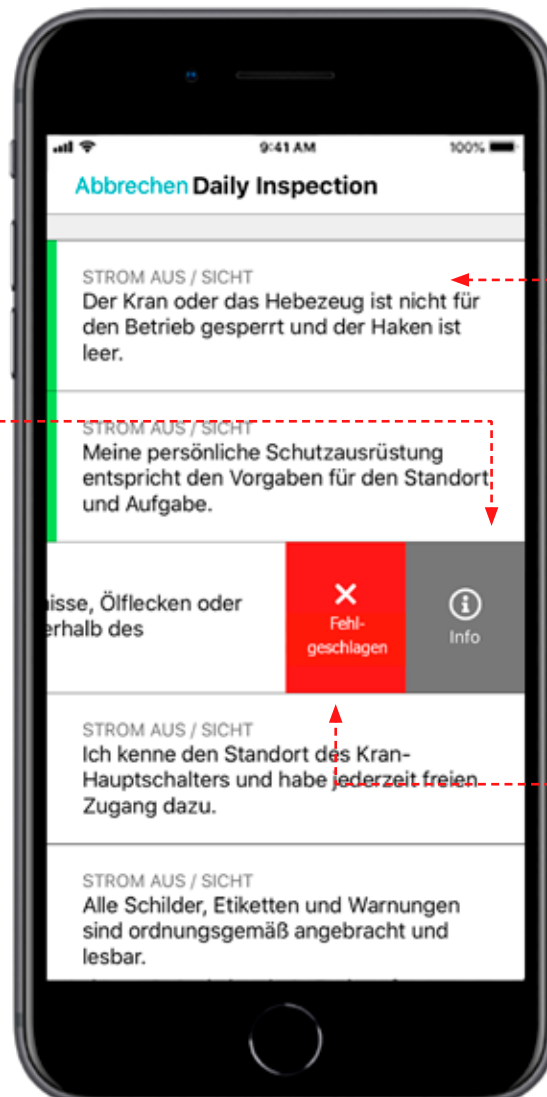 9:41 AM
100%
Abbrechen Daily Inspection
STROM AUS / SICHT
Der Kran oder das Hebezeug ist nicht für
den Betrieb gesperrt und der Haken ist
leer.
STROM AUS / SICHT
Meine persönliche Schutzausrüstung
entspricht den Vorgaben für den Standort
und Aufgabe.
isse, Ölflecken oder
erhalb des
Fehl-
geschlagen
Info
STROM AUS / SICHT
Ich kenne den Standort des Kran-
Hauptschalters und habe jederzeit freien
Zugang dazu.
STROM AUS / SICHT
Alle Schilder, Etiketten und Warnungen
sind ordnungsgemäß angebracht und
lesbar.